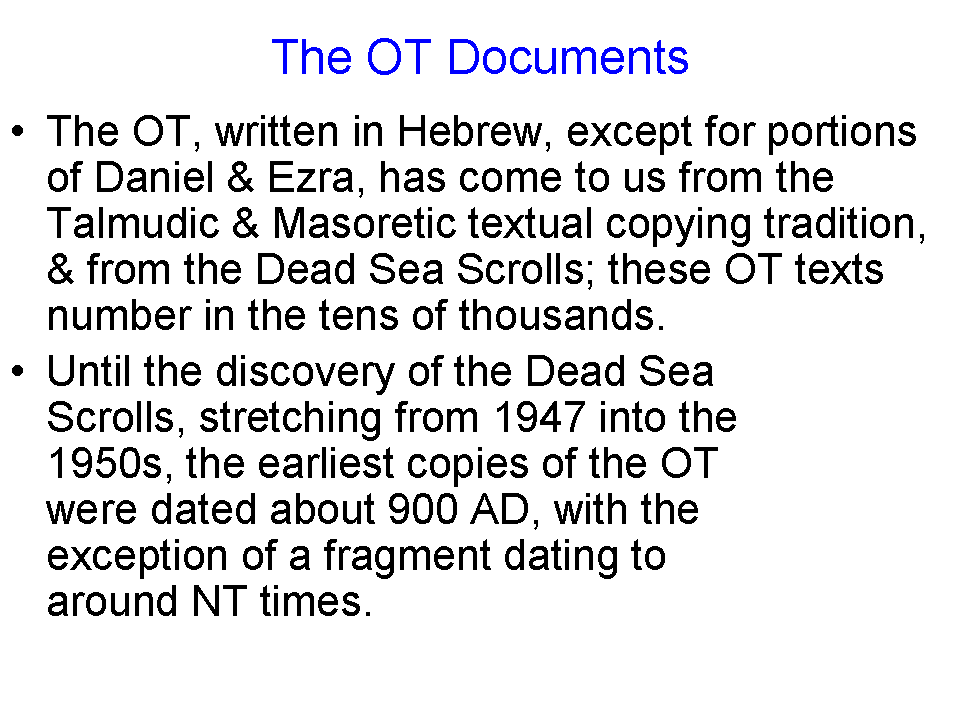 The OT Documents
• The OT, written in Hebrew, except for portions
of Daniel & Ezra, has come to us from the
Talmudic & Masoretic textual copying tradition,
& from the Dead Sea Scrolls; these OT texts
number in the tens of thousands.
• Until the discovery of the Dead Sea
Scrolls, stretching from 1947 into the
1950s, the earliest copies of the OT
were dated about 900 AD, with the
exception of a fragment dating to
around NT times.